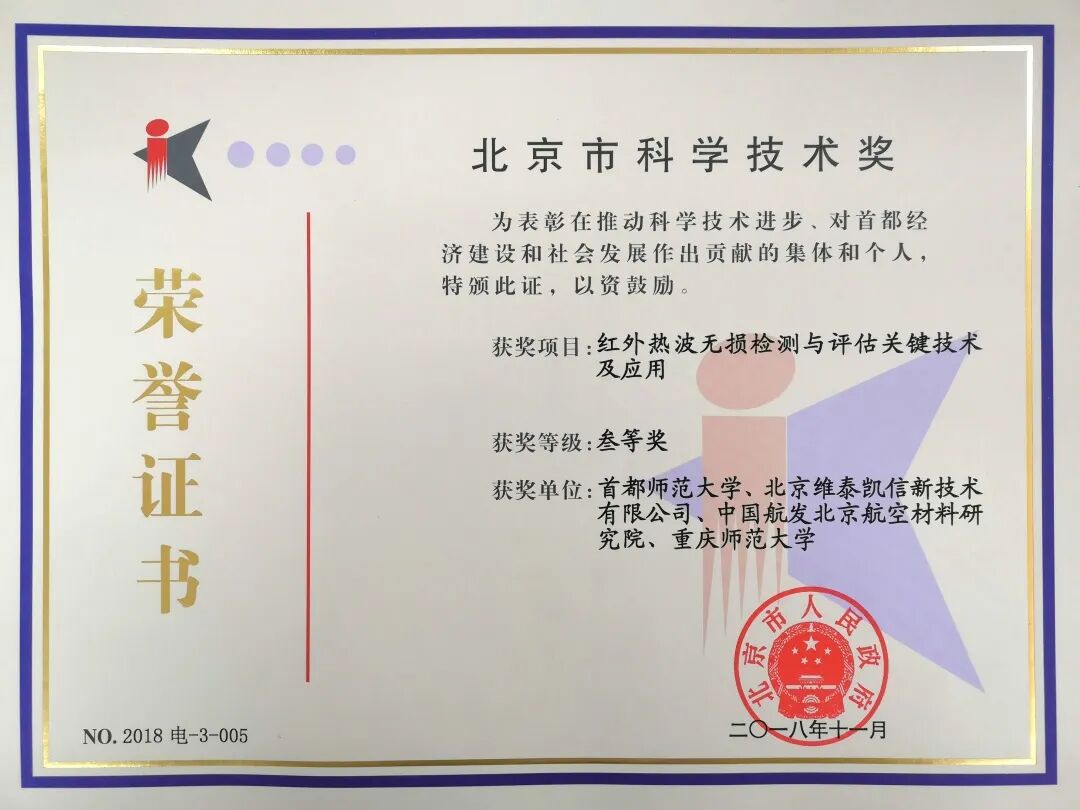 北京市科学技术奖
荣誉证书
为表彰在推动科学技术进步、对首都经
济建设和社会发展作出贡献的集体和个人，
特颁此证，以资鼓励。
获奖项目：红外热波无损检测与评估关键技术
及应用
获奖等级：叁等奖
获奖单位：首都师范大学、北京维泰凯信新技术
有限公司、中国航发北京航空材料研
究院、重庆师范大学
北京市人民政府
二〇一八年十一月
NO. 2018 电-3-005